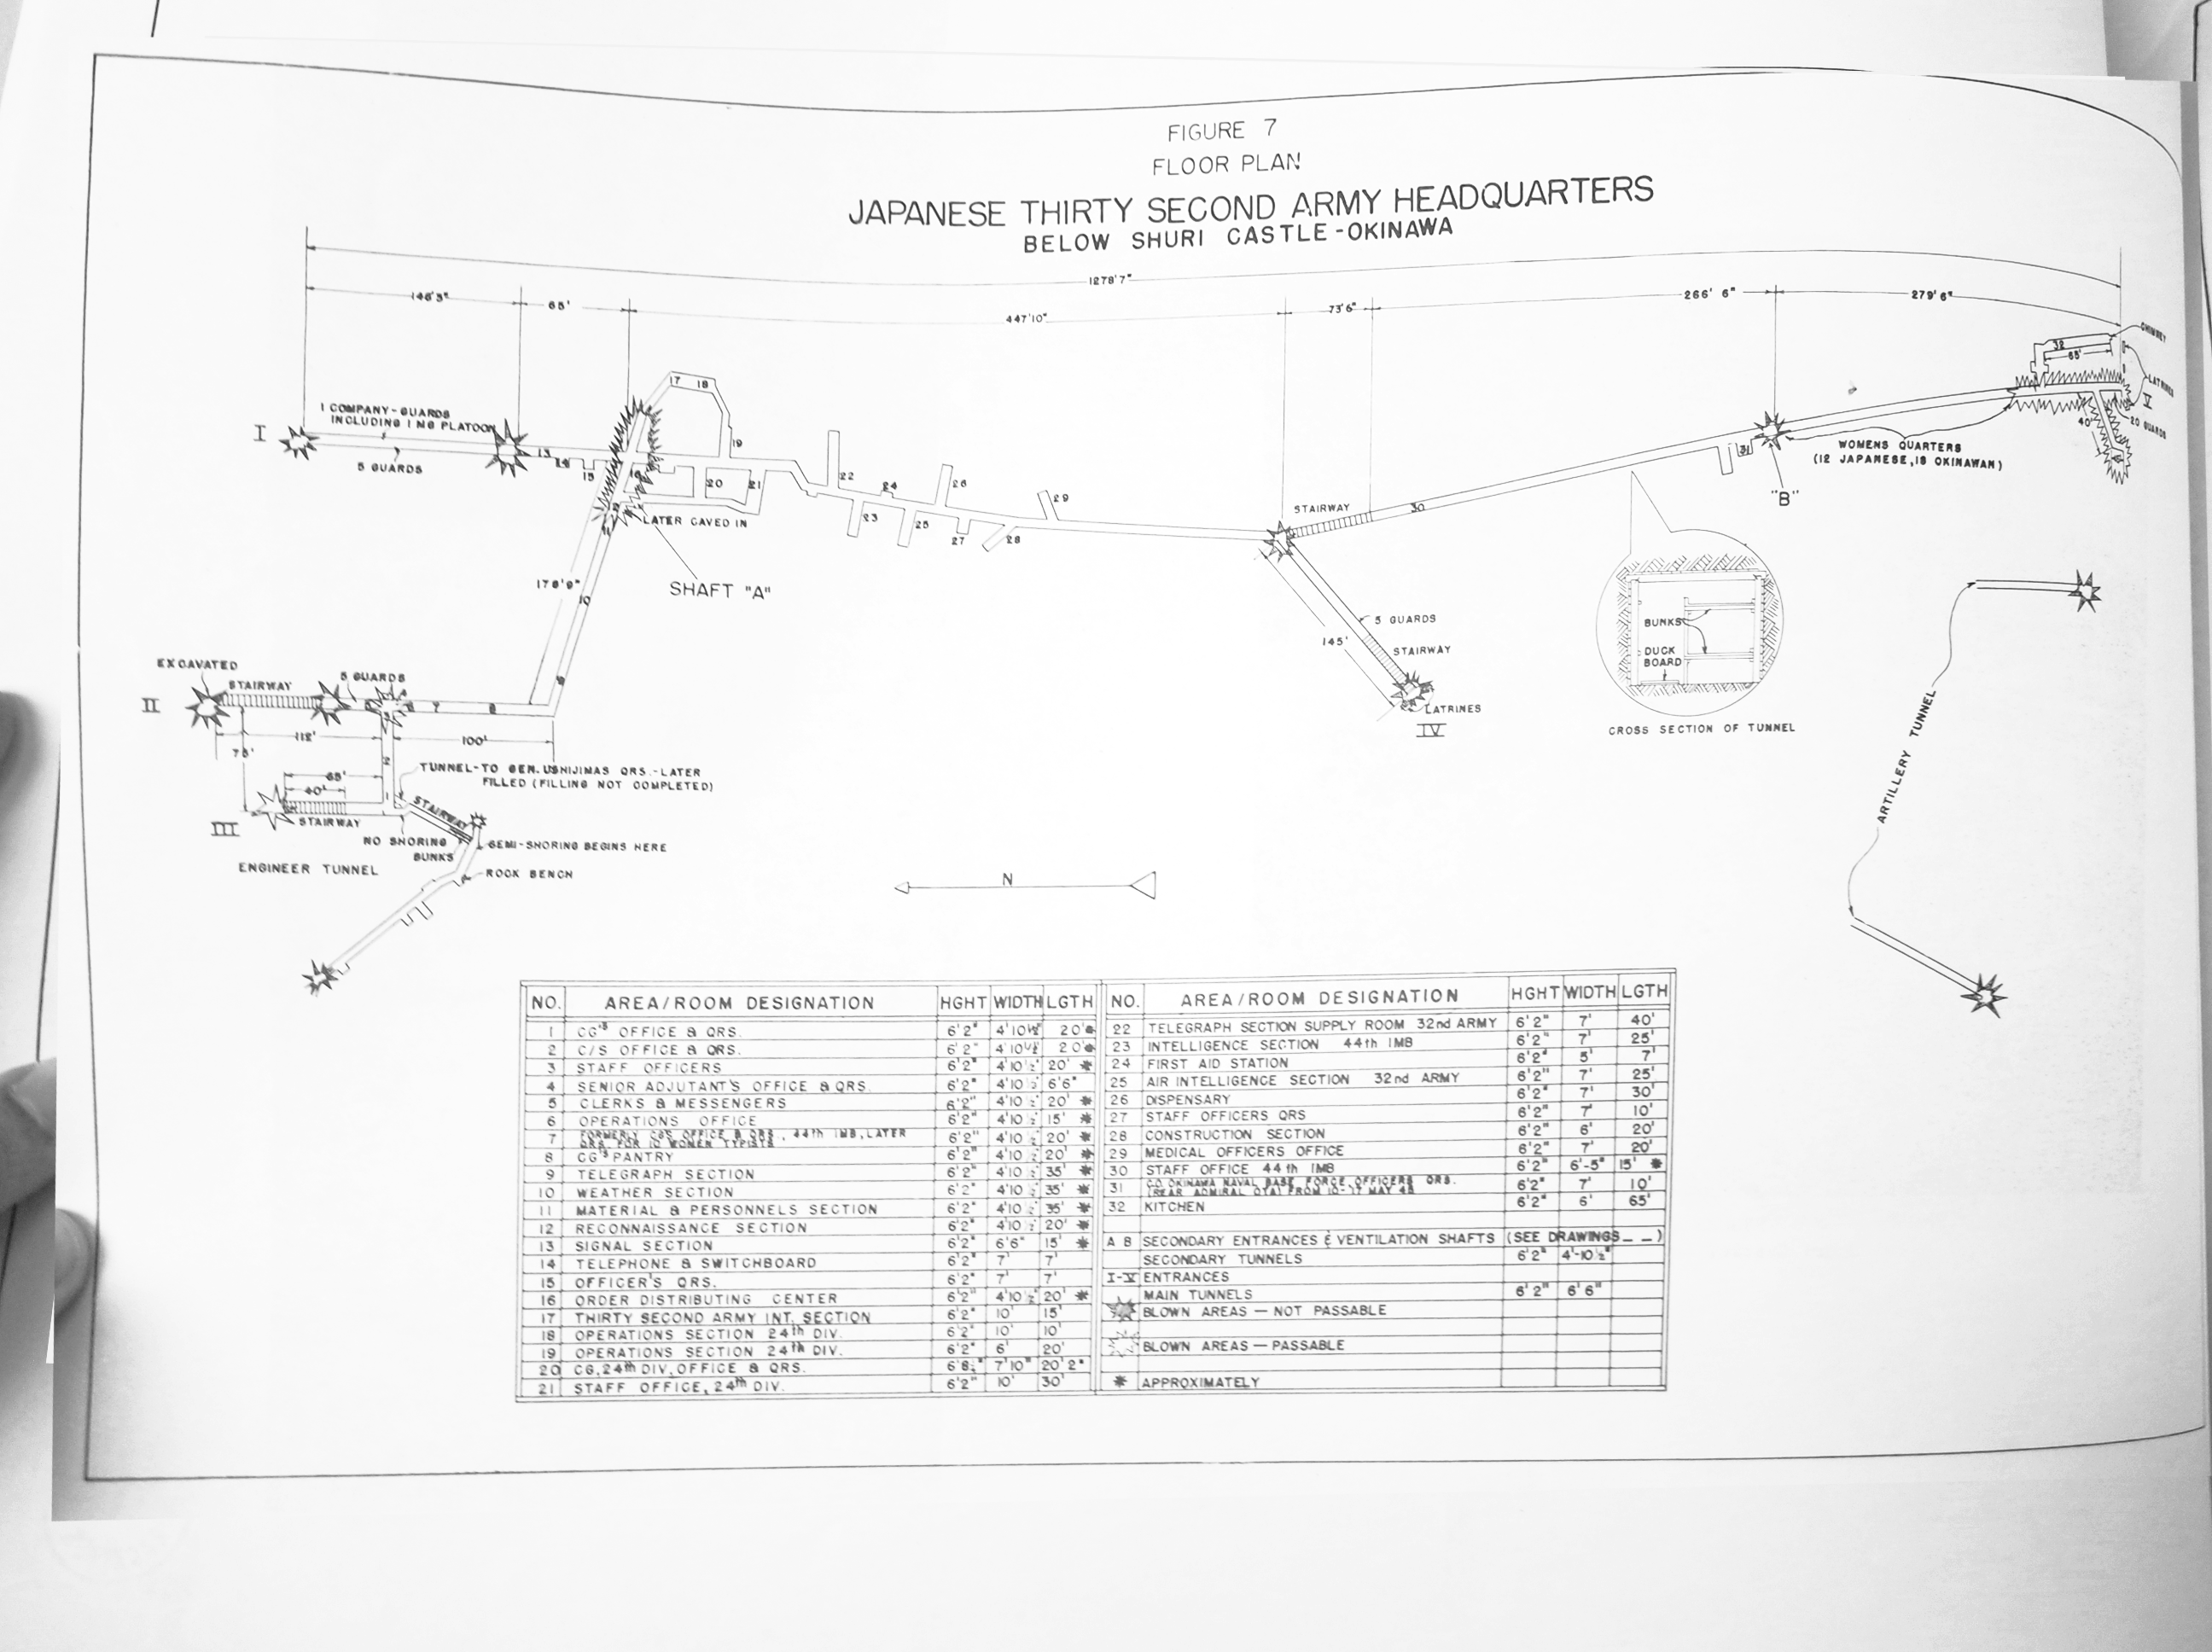 FIGURE 7
FLOOR PLAN
JAPANESE THIRTY SECOND ARMY HEADQUARTERS
BELOW SHURI CASTLE-OKINAWA
1278'7"
146'3"
65'
447'10"
73'6"
266' 6"
279'6"
CHIMNEY
32
65'
LATRINES
V
20 GUARDS
40'
I
1 COMPANY-GUARDS
INCLUDING 1 MG PLATOON
5 GUARDS
13
14
15
16
17 18
19
20
21
22
23
24
25
26
27
28
29
LATER CAVED IN
SHAFT "A"
176'9"
10
9
STAIRWAY
30
31
WOMENS QUARTERS
(12 JAPANESE, 18 OKINAWAN)
"B"
5 GUARDS
STAIRWAY
145'
LATRINES
IV
BUNKS
DUCK
BOARD
CROSS SECTION OF TUNNEL
ARTILLERY TUNNEL
EXCAVATED
STAIRWAY
5 GUARDS
II
7
8
112'
100'
75'
2
65'
40'
1
STAIRWAY
III
TUNNEL-TO GEN. USHIJIMAS QRS.-LATER
FILLED (FILLING NOT COMPLETED)
STAIRWAY
NO SHORING
BUNKS
SEMI-SHORING BEGINS HERE
ROCK BENCH
ENGINEER TUNNEL
N
NO. AREA/ROOM DESIGNATION HGHT WIDTH LGTH
1 CG'S OFFICE & QRS. 6'2" 4'10½" 20' *
2 C/S OFFICE & QRS. 6'2" 4'10½" 20' *
3 STAFF OFFICERS 6'2" 4'10½" 20' *
4 SENIOR ADJUTANT'S OFFICE & QRS. 6'2" 4'10½" 6'6"
5 CLERKS & MESSENGERS 6'2" 4'10½" 20' *
6 OPERATIONS OFFICE 6'2" 4'10½" 15' *
7 FORMERLY CG'S OFFICE & QRS, 44th IMB, LATER
QRS. FOR 10 WOMEN TYPISTS 6'2" 4'10½" 20' *
8 CG'S PANTRY 6'2" 4'10½" 20' *
9 TELEGRAPH SECTION 6'2" 4'10½" 35' *
10 WEATHER SECTION 6'2" 4'10½" 35' *
11 MATERIAL & PERSONNELS SECTION 6'2" 4'10½" 35' *
12 RECONNAISSANCE SECTION 6'2" 4'10½" 20' *
13 SIGNAL SECTION 6'2" 6'6" 15' *
14 TELEPHONE & SWITCHBOARD 6'2" 7' 7'
15 OFFICER'S QRS. 6'2" 7' 7'
16 ORDER DISTRIBUTING CENTER 6'2" 4'10½" 20' *
17 THIRTY SECOND ARMY INT. SECTION 6'2" 10' 15'
18 OPERATIONS SECTION 24th DIV. 6'2" 10' 10'
19 OPERATIONS SECTION 24th DIV. 6'2" 6' 20'
20 CG, 24th DIV, OFFICE & QRS. 7'10" 20'2"
21 STAFF OFFICE, 24th DIV. 6'2" 10' 30'
NO. AREA/ROOM DESIGNATION HGHT WIDTH LGTH
22 TELEGRAPH SECTION SUPPLY ROOM 32nd ARMY 6'2" 7' 40'
23 INTELLIGENCE SECTION 44th IMB 6'2" 7' 25'
24 FIRST AID STATION 6'2" 5' 7'
25 AIR INTELLIGENCE SECTION 32nd ARMY 6'2" 7' 25'
26 DISPENSARY 6'2" 7' 30'
27 STAFF OFFICERS QRS 6'2" 7' 10'
28 CONSTRUCTION SECTION 6'2" 6' 20'
29 MEDICAL OFFICERS OFFICE 6'2" 7' 20'
30 STAFF OFFICE 44th IMB 6'2" 6'-5" 15' *
31 C.O. OKINAWA NAVAL BASE FORCE OFFICERS QRS.
(REAR ADMIRAL OTA) FROM 10-17 MAY 45 6'2" 7' 10'
32 KITCHEN 6'2" 6' 65'
A B SECONDARY ENTRANCES & VENTILATION SHAFTS (SEE DRAWINGS _ _ )
SECONDARY TUNNELS 6'2" 4'-10½"
I-V ENTRANCES
MAIN TUNNELS 6'2" 6'6"
BLOWN AREAS — NOT PASSABLE
BLOWN AREAS — PASSABLE
* APPROXIMATELY